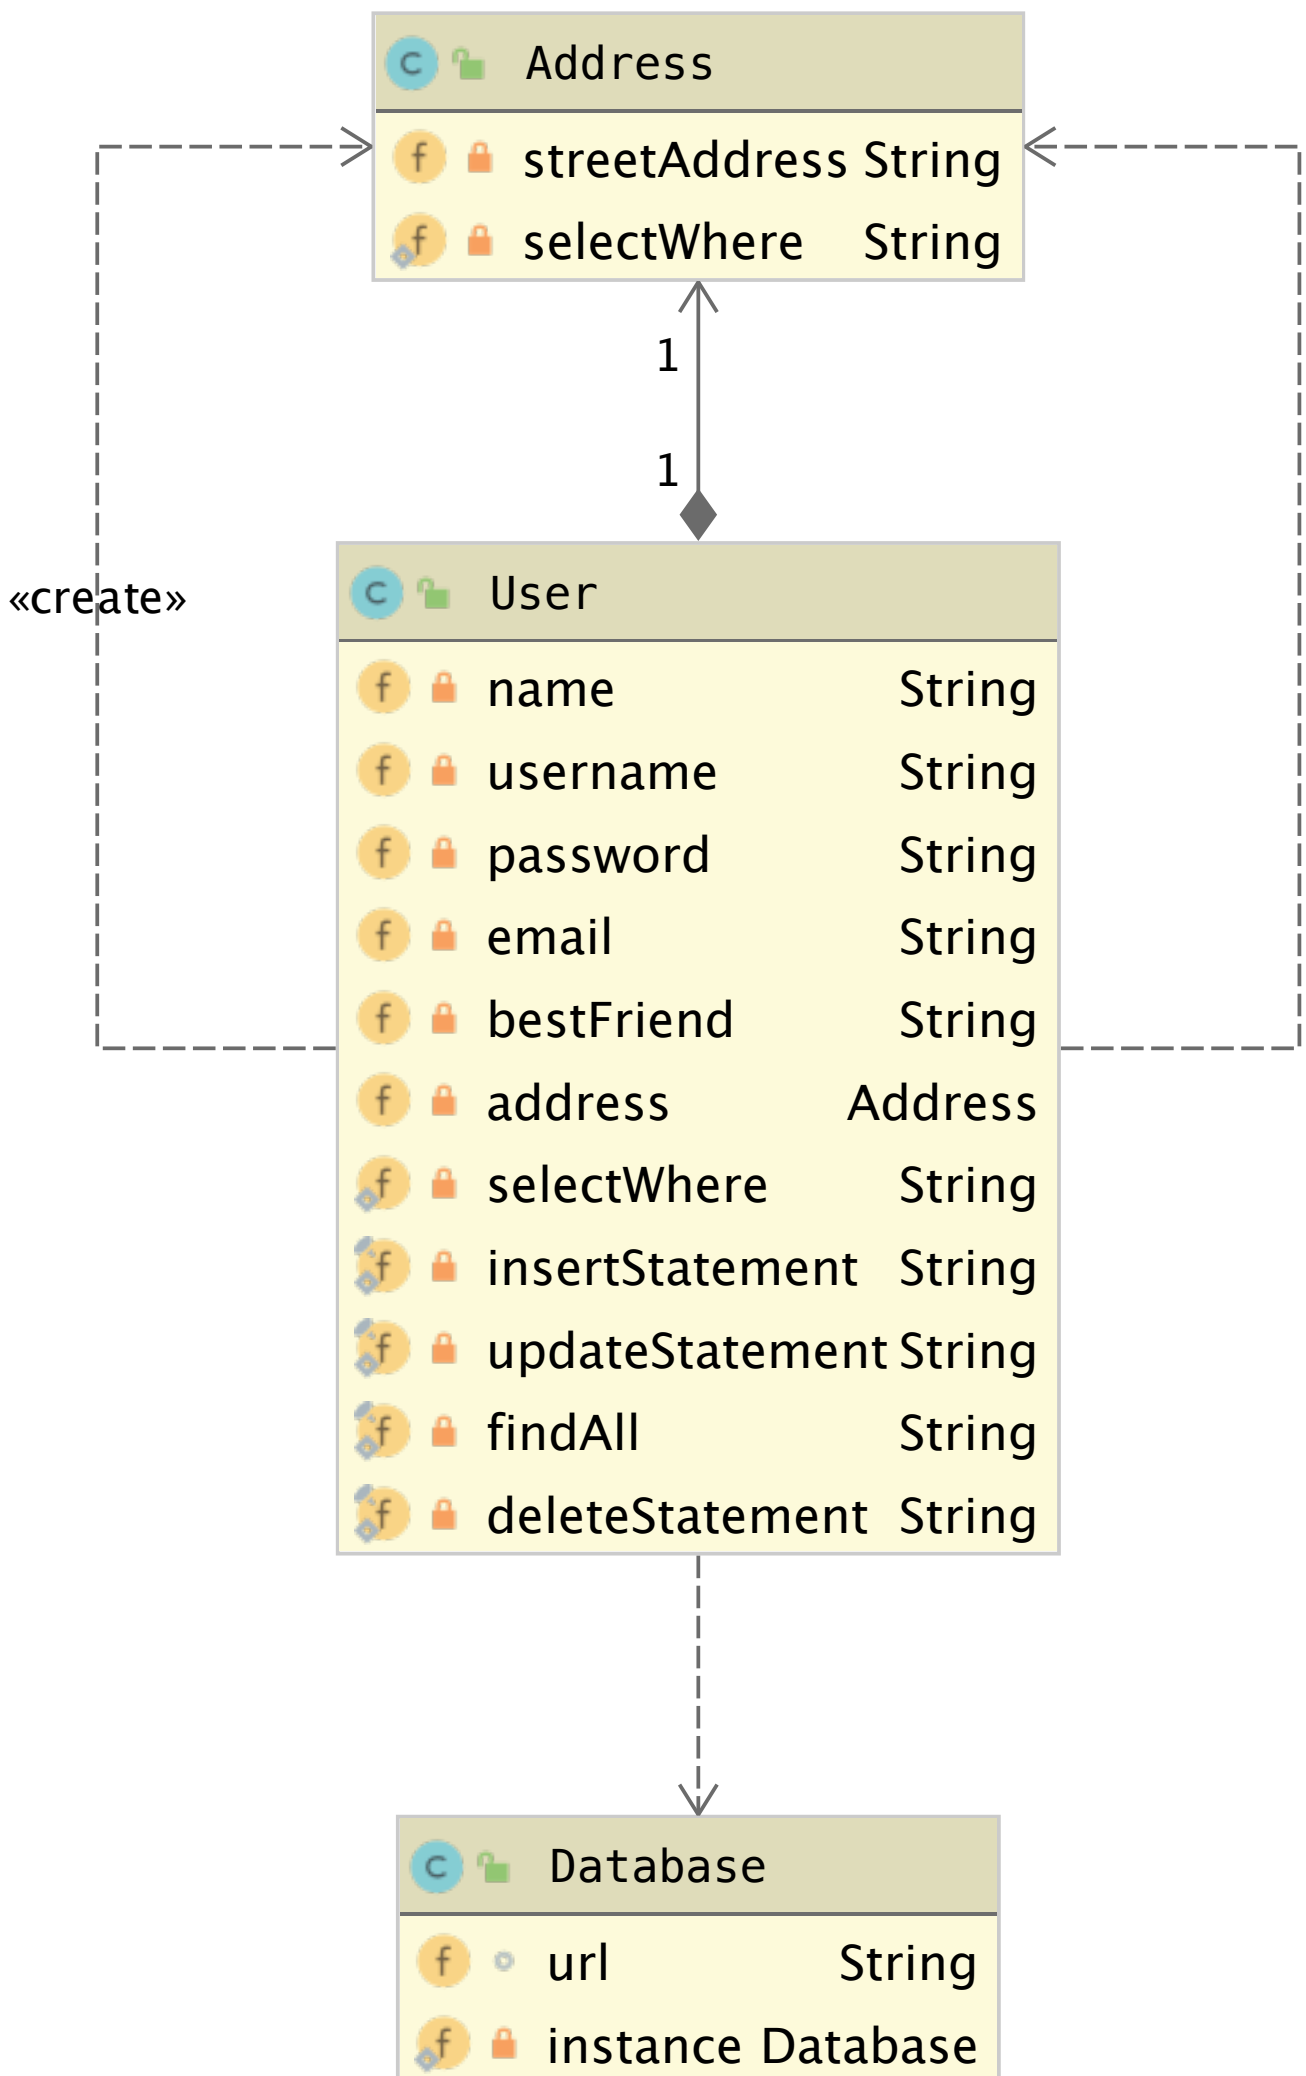 Address
streetAddress String
selectWhere String
1
1
«create»
User
name String
username String
password String
email String
bestFriend String
address Address
selectWhere String
insertStatement String
updateStatement String
findAll String
deleteStatement String
Database
url String
instance Database